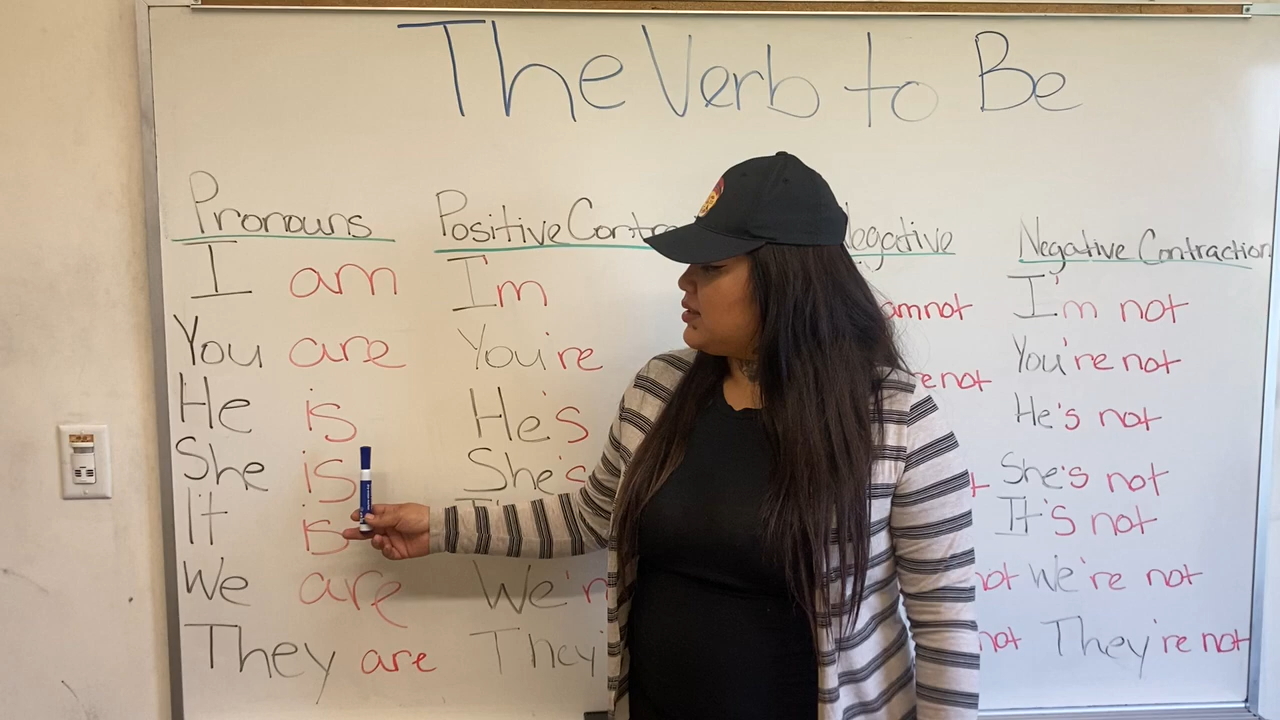 The Verb to Be
Pronouns Positive Contra Negative Negative Contraction
I am I'm am not I'm not
You are You're re not You're not
He is He's He's not
She is She's She's not
It is It's not
We are We'r not We're not
They are They' not They're not